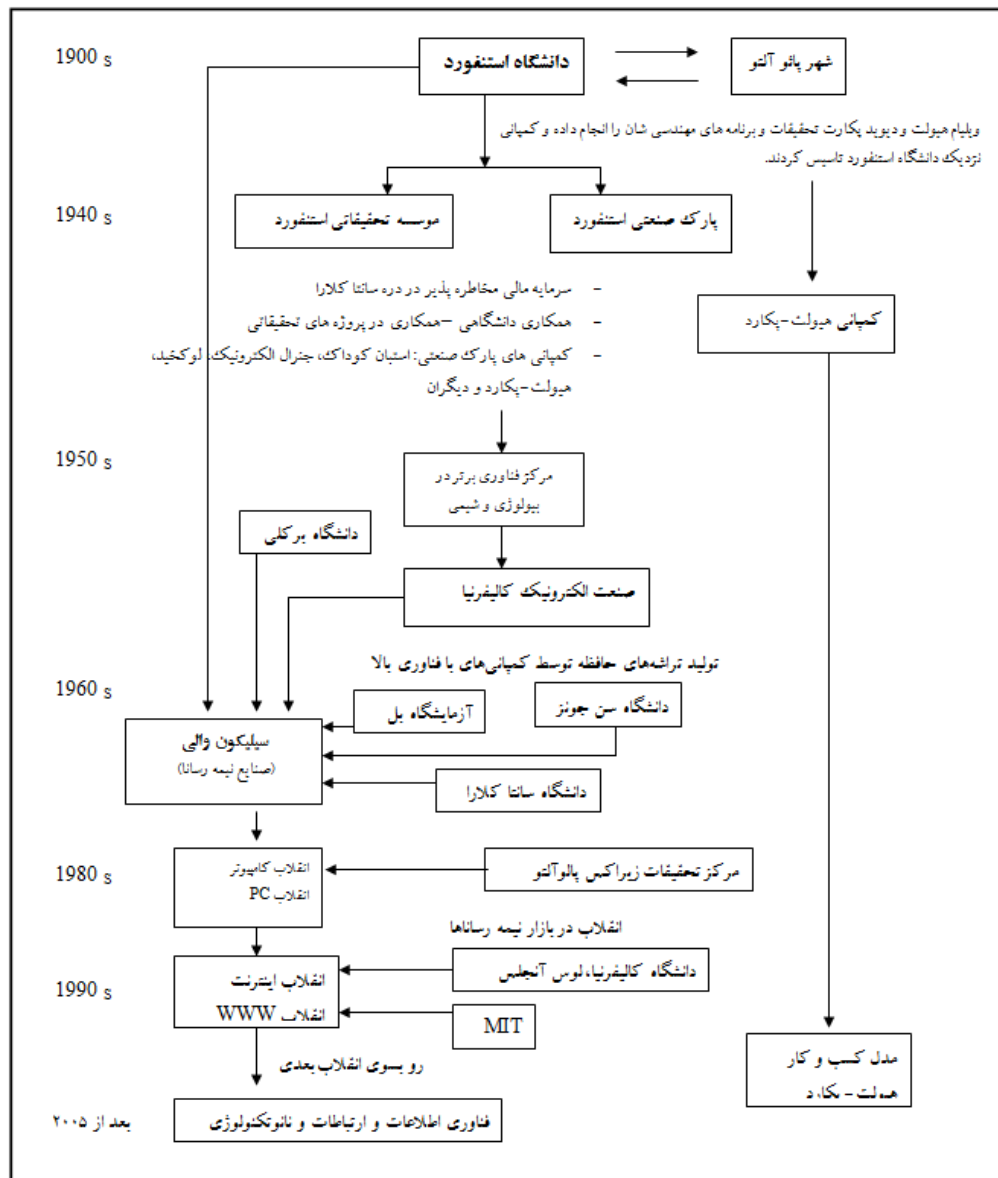 1900 s
دانشگاه استنفورد
شهر پائو آلتو
ویلیام هیولت و دیوید پکارت تحقیقات و برنامه های مهندسی شان را انجام داده و کمپانی
نزدیک دانشگاه استنفورد تاسیس کردند.
1940 s
پارک صنعتی استنفورد
موسسه تحقیقاتی استنفورد
- سرمایه مالی مخاطره پذیر در دره سانتا کلارا
- همکاری دانشگاهی –همکاری در پروژه های تحقیقاتی
- کمپانی های پارک صنعتی: استبان کوداک، جنرال الکترونیک، لوکخید،
هیولت-پکارد و دیگران
کمپانی هیولت-پکارد
1950 s
مرکز فناوری برتر در
بیولوژی و شیمی
دانشگاه برکلی
صنعت الکترونیک کالیفرنیا
تولید تراشه‌های حافظه توسط کمپانی‌های با فناوری بالا
1960 s
دانشگاه سن جونز
آزمایشگاه بل
سیلیکون والی
(صنایع نیمه رسانا)
دانشگاه سانتا کلارا
1980 s
انقلاب کامپیوتر
انقلاب PC
مرکز تحقیقات زیراکس پالوآلتو
انقلاب در بازار نیمه رساناها
1990 s
انقلاب اینترنت
انقلاب WWW
دانشگاه کالیفرنیا، لوس آنجلس
MIT
مدل کسب و کار
هیولت - پکارد
رو بسوی انقلاب بعدی
بعد از ۲۰۰۵
فناوری اطلاعات و ارتباطات و نانوتکنولوژی